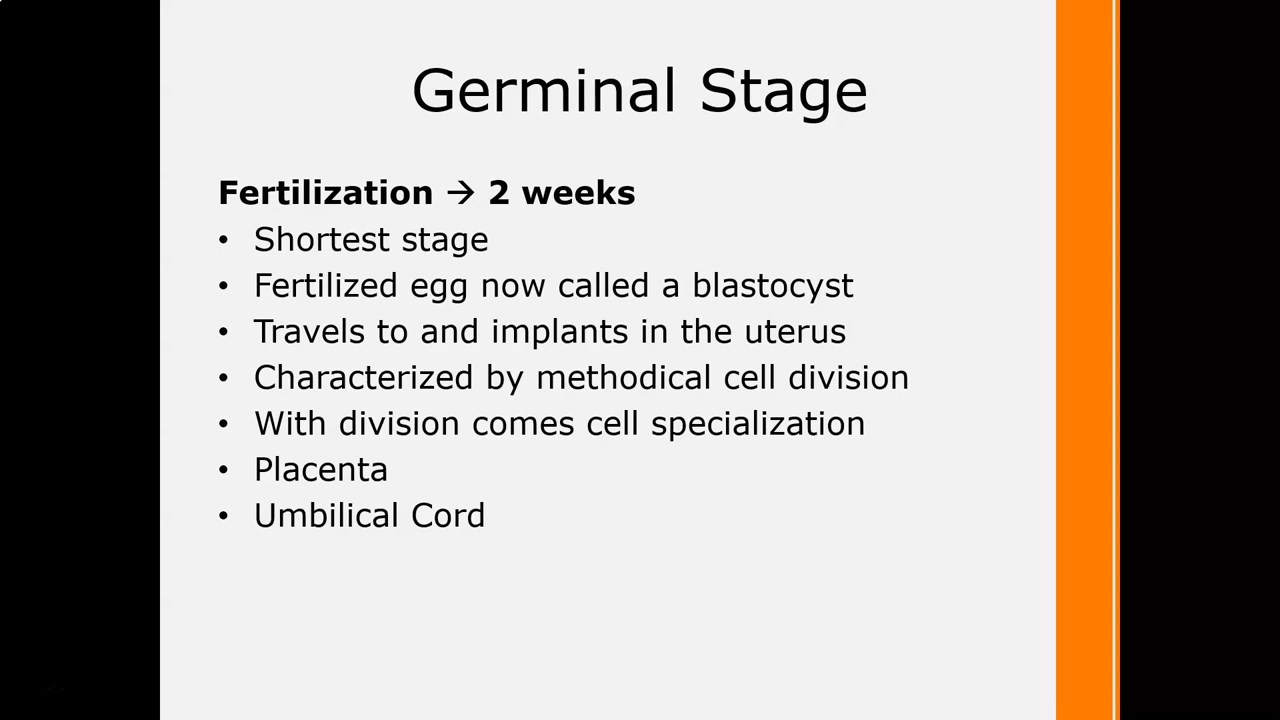 Germinal Stage
Fertilization → 2 weeks
• Shortest stage
• Fertilized egg now called a blastocyst
• Travels to and implants in the uterus
• Characterized by methodical cell division
• With division comes cell specialization
• Placenta
• Umbilical Cord